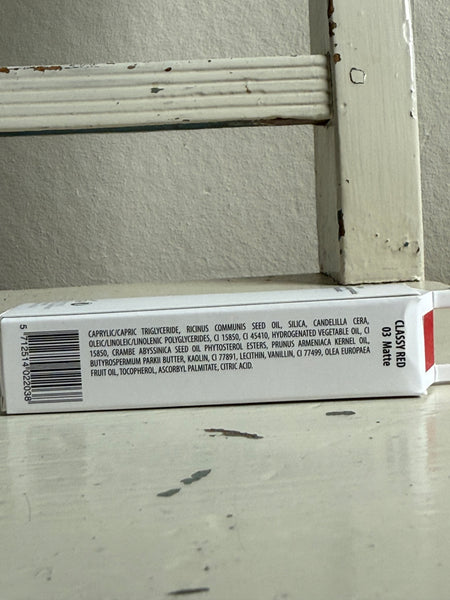 CAPRYLIC/CAPRIC TRIGLYCERIDE, RICINUS COMMUNIS SEED OIL, SILICA, CANDELILLA CERA,
OLEIC/LINOLEIC/LINOLENIC POLYGLYCERIDES, CI 15850, CI 45410, HYDROGENATED VEGETABLE OIL, CI
15850, CRAMBE ABYSSINICA SEED OIL PHYTOSTEROL ESTERS, PRUNUS ARMENIACA KERNEL OIL,
BUTYROSPERMUM PARKII BUTTER, KAOLIN, CI 77891, LECITHIN, VANILLIN, CI 77499, OLEA EUROPAEA
FRUIT OIL, TOCOPHEROL, ASCORBYL PALMITATE, CITRIC ACID.
CLASSY RED
03 Matte
5 712514 022038